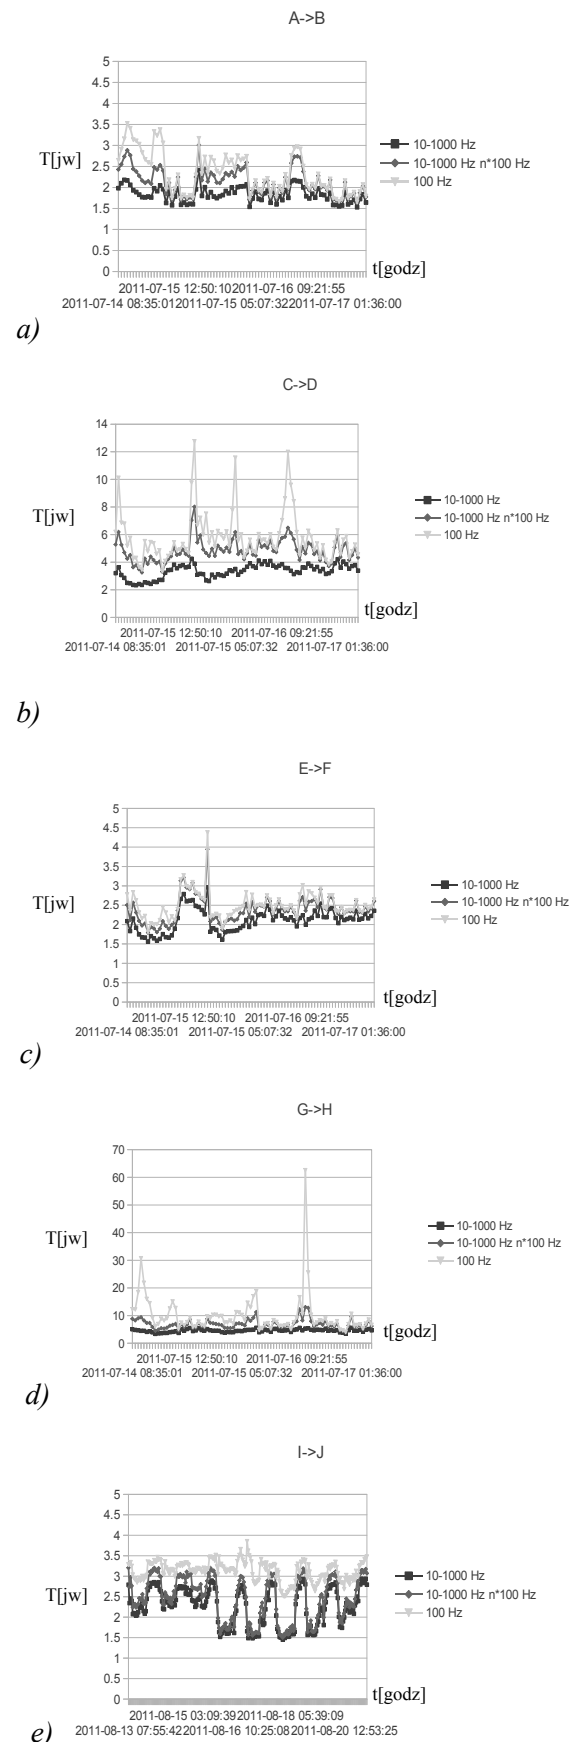 A->B
5
4.5
4
3.5
3
2.5
2
1.5
1
0.5
0
T[jw]
10-1000 Hz
10-1000 Hz n*100 Hz
100 Hz
t[godz]
2011-07-15 12:50:10 2011-07-16 09:21:55
2011-07-14 08:35:01 2011-07-15 05:07:32 2011-07-17 01:36:00
a)
C->D
14
12
10
8
6
4
2
0
T[jw]
10-1000 Hz
10-1000 Hz n*100 Hz
100 Hz
t[godz]
2011-07-15 12:50:10 2011-07-16 09:21:55
2011-07-14 08:35:01 2011-07-15 05:07:32 2011-07-17 01:36:00
b)
E->F
5
4.5
4
3.5
3
2.5
2
1.5
1
0.5
0
T[jw]
10-1000 Hz
10-1000 Hz n*100 Hz
100 Hz
t[godz]
2011-07-15 12:50:10 2011-07-16 09:21:55
2011-07-14 08:35:01 2011-07-15 05:07:32 2011-07-17 01:36:00
c)
G->H
70
60
50
40
30
20
10
0
T[jw]
10-1000 Hz
10-1000 Hz n*100 Hz
100 Hz
t[godz]
2011-07-15 12:50:10 2011-07-16 09:21:55
2011-07-14 08:35:01 2011-07-15 05:07:32 2011-07-17 01:36:00
d)
I->J
5
4.5
4
3.5
3
2.5
2
1.5
1
0.5
0
T[jw]
10-1000 Hz
10-1000 Hz n*100 Hz
100 Hz
t[godz]
2011-08-15 03:09:39 2011-08-18 05:39:09
2011-08-13 07:55:42 2011-08-16 10:25:08 2011-08-20 12:53:25
e)